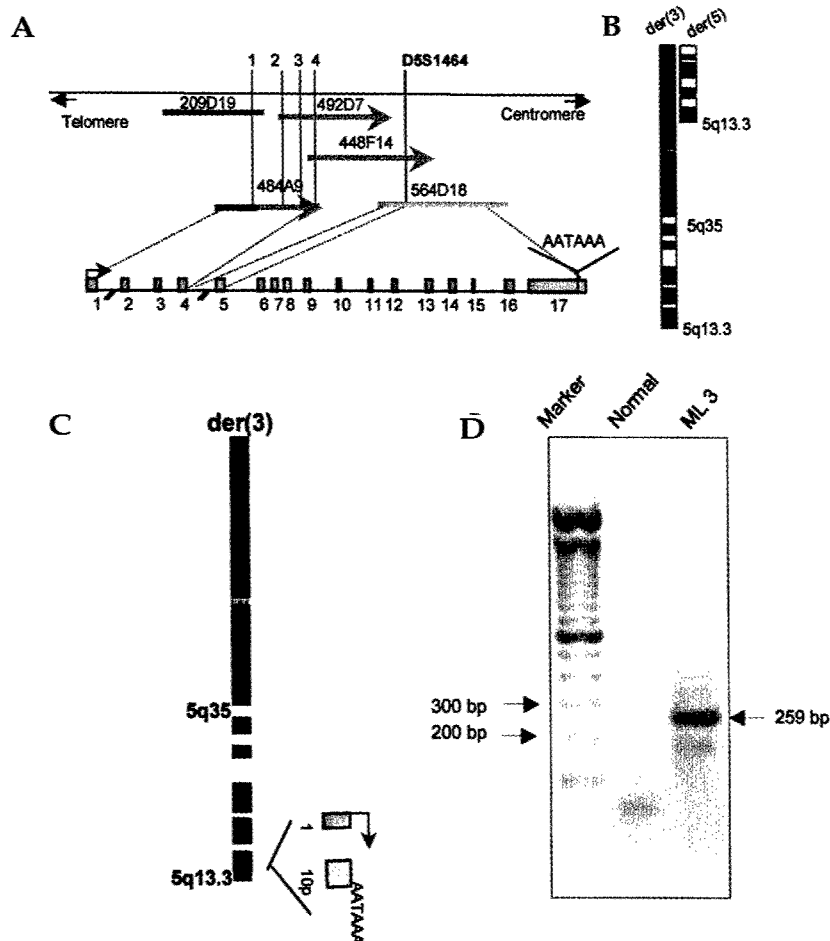 A
1 2 3 4 D5S1464
209D19
492D7
Telomere
Centromere
448F14
484A9
564D18
AATAAA
1 2 3 4 5 6 7 8 9 10 11 12 13 14 15 16 17
B
der(3) der(5)
5q13.3
5q35
5q13.3
C
der(3)
5q35
5q13.3
1
10p
AATAAA
D
Marker Normal ML 3
300 bp
200 bp
259 bp